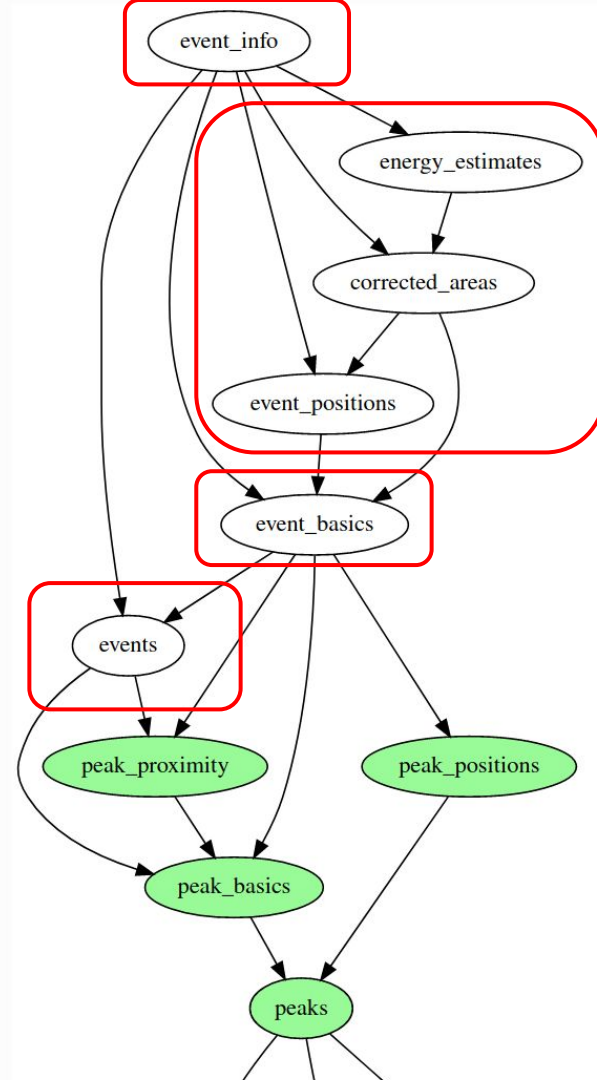 event_info
energy_estimates
corrected_areas
event_positions
event_basics
events
peak_proximity
peak_positions
peak_basics
peaks